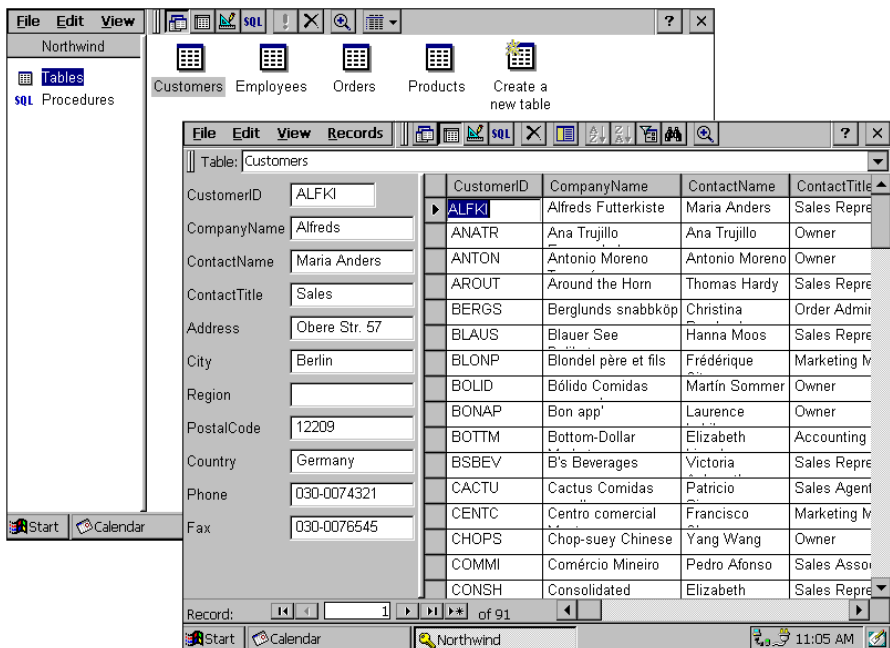 File Edit View SQL ? ×
Northwind
Tables
SQL Procedures
Customers Employees Orders Products Create a
new table
File Edit View Records SQL ? ×
Table: Customers
CustomerID ALFKI
CompanyName Alfreds
ContactName Maria Anders
ContactTitle Sales
Address Obere Str. 57
City Berlin
Region
PostalCode 12209
Country Germany
Phone 030-0074321
Fax 030-0076545
CustomerID CompanyName ContactName ContactTitle
ALFKI Alfreds Futterkiste Maria Anders Sales Repre
ANATR Ana Trujillo Ana Trujillo Owner
ANTON Antonio Moreno Antonio Moreno Owner
AROUT Around the Horn Thomas Hardy Sales Repre
BERGS Berglunds snabbköp Christina Order Admin
BLAUS Blauer See Hanna Moos Sales Repre
BLONP Blondel père et fils Frédérique Marketing M
BOLID Bólido Comidas Martín Sommer Owner
BONAP Bon app' Laurence Owner
BOTTM Bottom-Dollar Elizabeth Accounting
BSBEV B's Beverages Victoria Sales Repre
CACTU Cactus Comidas Patricio Sales Agent
CENTC Centro comercial Francisco Marketing M
CHOPS Chop-suey Chinese Yang Wang Owner
COMMI Comércio Mineiro Pedro Afonso Sales Asso
CONSH Consolidated Elizabeth Sales Repre
Record: 1 of 91
Start Calendar
Start Calendar Northwind 11:05 AM